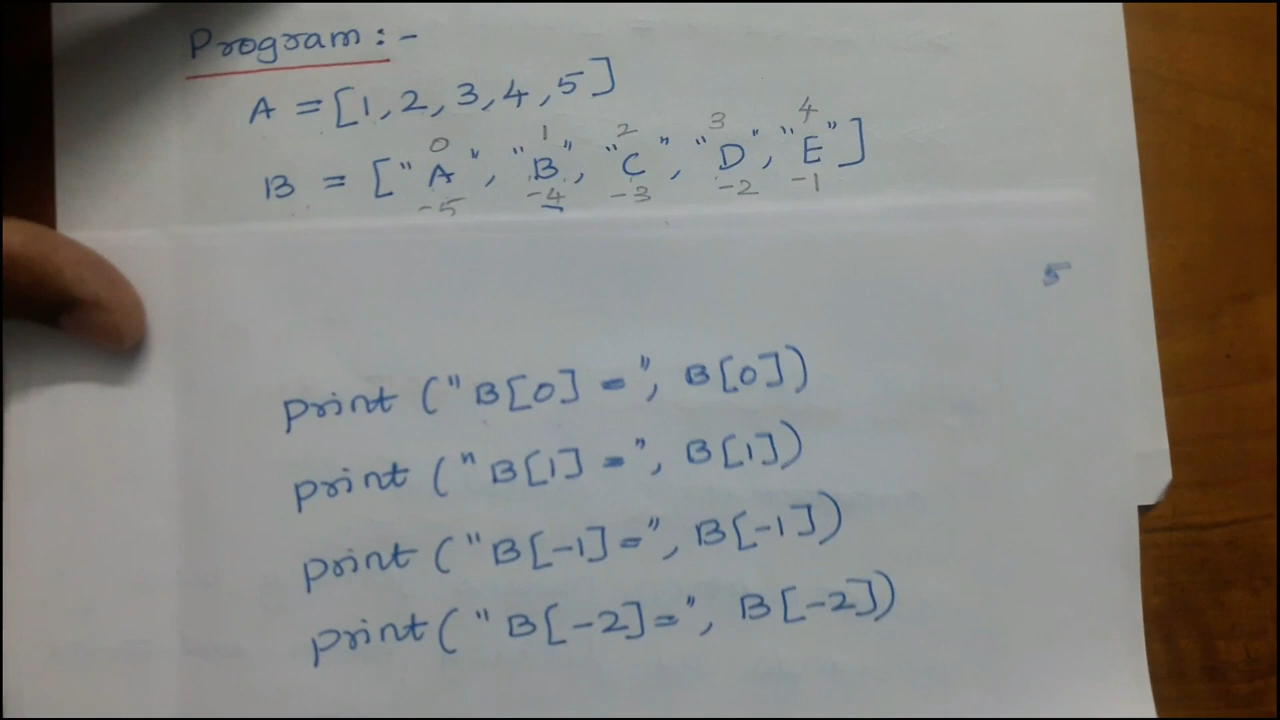 Program:-
A = [1, 2, 3, 4, 5]
0 1 2 3 4
B = ["A", "B", "C", "D", "E"]
-5 -4 -3 -2 -1
5
print ("B[0] =", B[0])
print ("B[1] =", B[1])
print ("B[-1]=", B[-1])
print ("B[-2]=", B[-2])